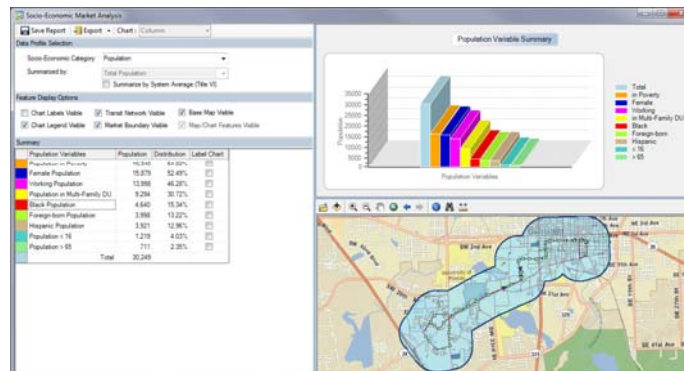 Socio-Economic Market Analysis
Save Report Export Chart: Column
Data Profile Selection
Socio-Economic Category: Population
Summarized by: Total Population
Summarize by System Average (Title VI)
Feature Display Options
Chart Labels Visible Transit Network Visible Base Map Visible
Chart Legend Visible Market Boundary Visible Map/Chart Features Visible
Summary
Population Variables Population Distribution Label Chart
Population in Poverty
Female Population 15,879 52.49%
Working Population 13,998 46.28%
Population in Multi-Family DU 9,294 30.72%
Black Population 4,640 15.34%
Foreign-born Population 3,998 13.22%
Hispanic Population 3,921 12.96%
Population < 16 1,219 4.03%
Population > 65 711 2.35%
Total 30,249
Population Variable Summary
35000
30000
25000
20000
15000
10000
5000
0
Population
Population Variables
Total
in Poverty
Female
Working
in Multi-Family DU
Black
Foreign-born
Hispanic
< 16
> 65
SW 2nd Ave
University of